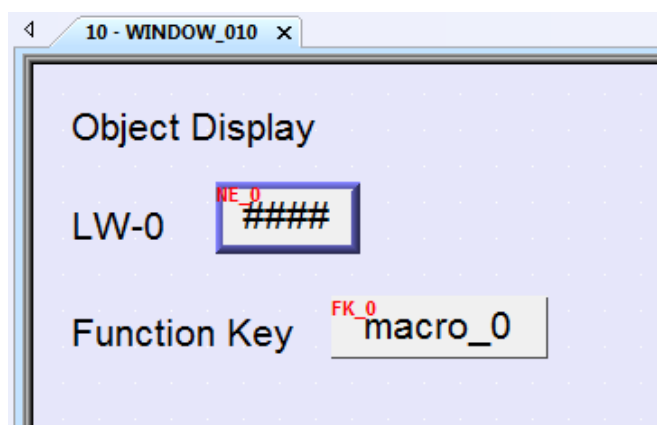 10 - WINDOW_010
Object Display
NE_0
LW-0 ####
FK_0
Function Key macro_0